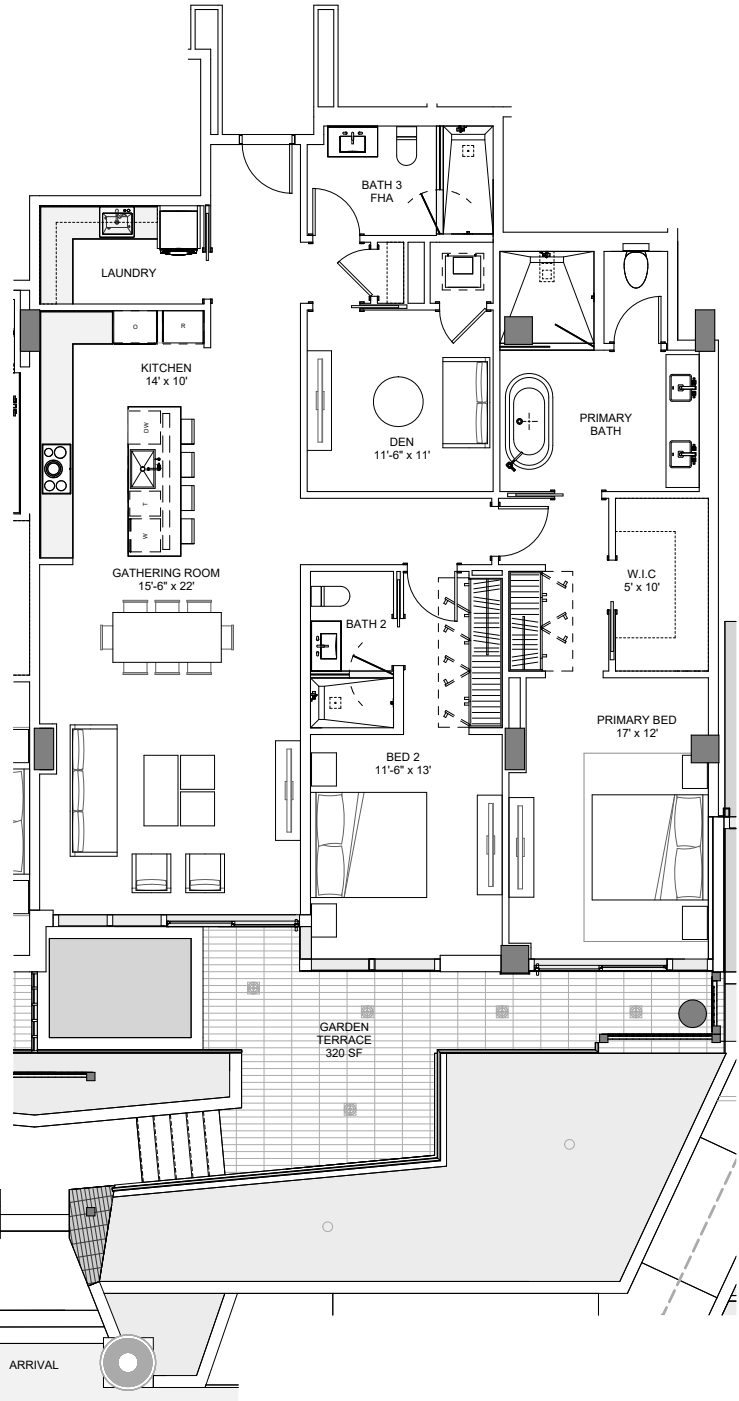 BATH 3
FHA
LAUNDRY
O
R
KITCHEN
14' x 10'
DW
T
W
DEN
11'-6" x 11'
PRIMARY
BATH
W.I.C
5' x 10'
GATHERING ROOM
15'-6" x 22'
BATH 2
PRIMARY BED
17' x 12'
BED 2
11'-6" x 13'
GARDEN
TERRACE
320 SF
ARRIVAL